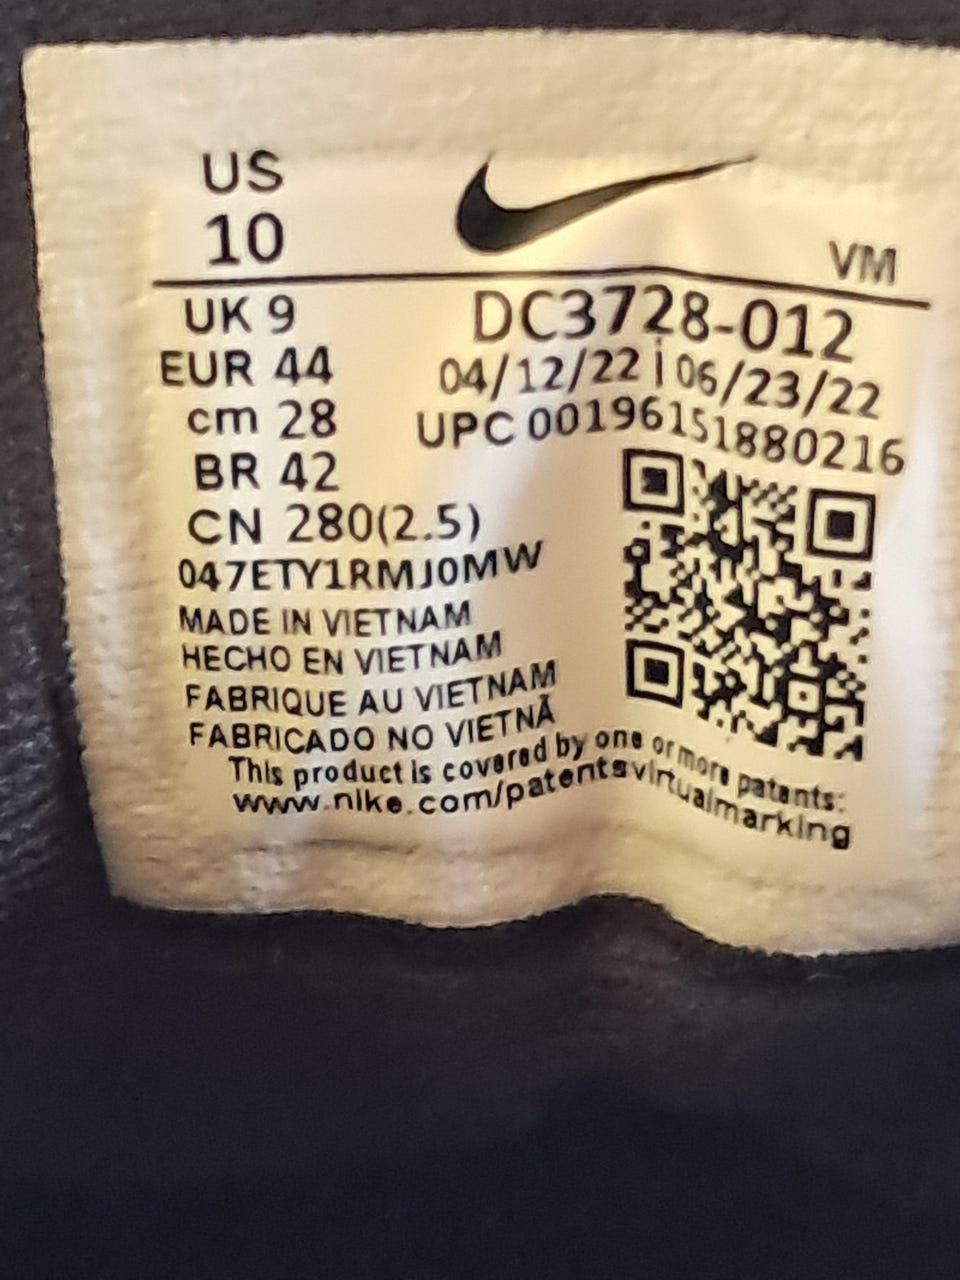 US
10
VM
UK 9
EUR 44
cm 28
BR 42
CN 280(2.5)
DC3728-012
04/12/22 | 06/23/22
UPC 00196151880216
047ETY1RMJ0MW
MADE IN VIETNAM
HECHO EN VIETNAM
FABRIQUE AU VIETNAM
FABRICADO NO VIETNÃ
This product is covered by one or more patents:
www.nike.com/patentsvirtualmarking